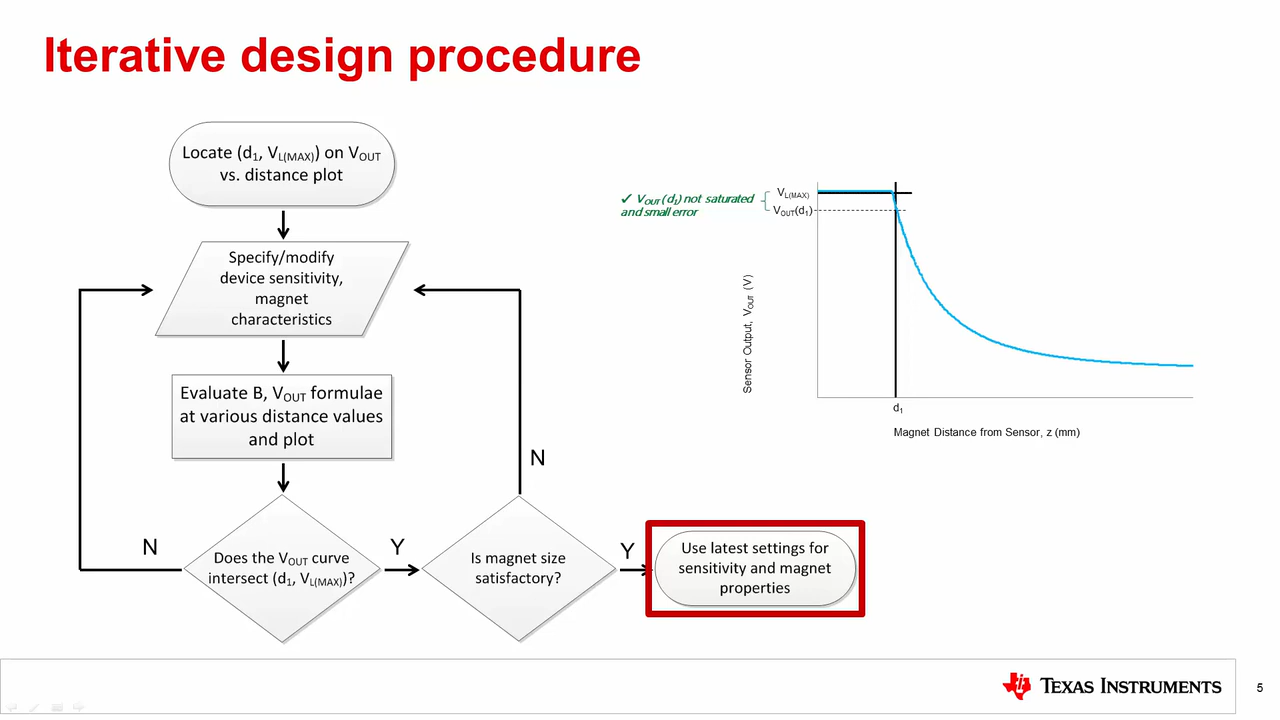 Iterative design procedure
Locate (d1, VL(MAX)) on VOUT
vs. distance plot
Specify/modify
device sensitivity,
magnet
characteristics
Evaluate B, VOUT formulae
at various distance values
and plot
Does the VOUT curve
intersect (d1, VL(MAX))?
N
Y
Is magnet size
satisfactory?
N
Y
Use latest settings for
sensitivity and magnet
properties
✓ VOUT (d1) not saturated
and small error
VL(MAX)
VOUT(d1)
Sensor Output, VOUT (V)
d1
Magnet Distance from Sensor, z (mm)
TEXAS INSTRUMENTS
5